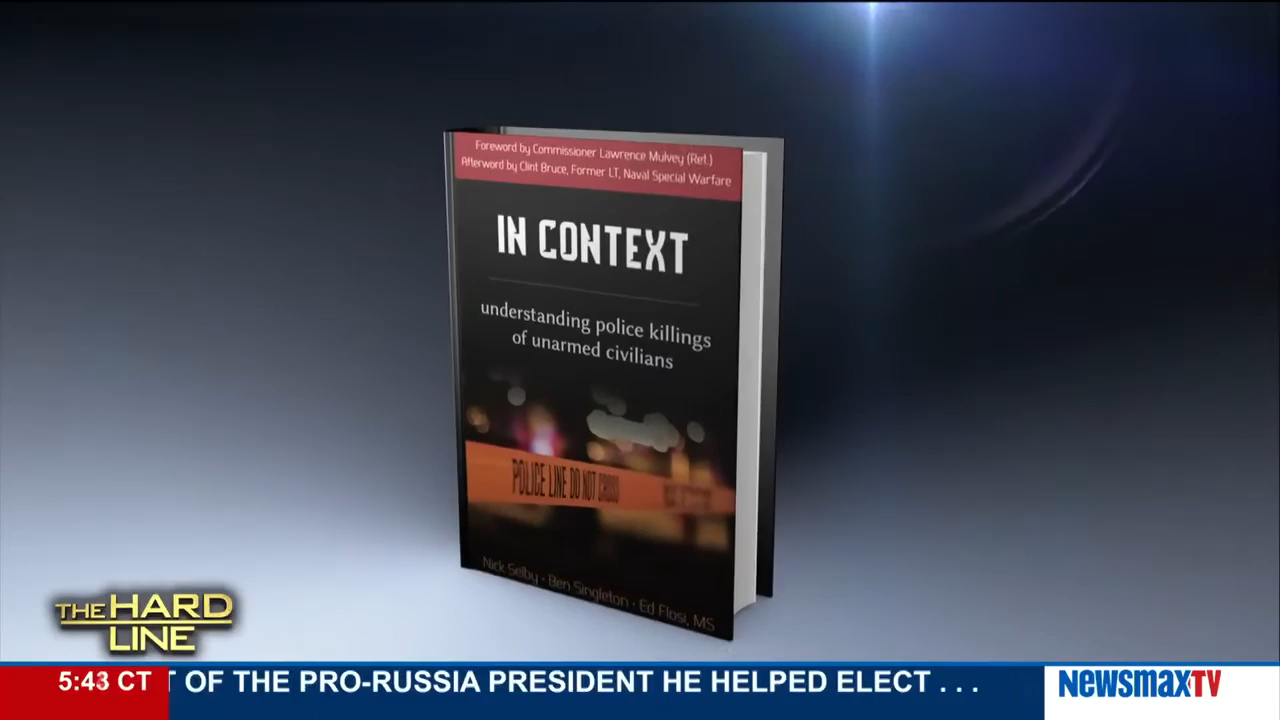 Foreword by Commissioner Lawrence Mulvey (Ret.)
Afterword by Clint Bruce, Former LT, Naval Special Warfare
IN CONTEXT
understanding police killings
of unarmed civilians
POLICE LINE DO NOT CROSS
Nick Selby • Ben Singleton • Ed Flosi, MS
THE HARD
LINE
5:43 CT
T OF THE PRO-RUSSIA PRESIDENT HE HELPED ELECT . . .
NEWSMAXTV